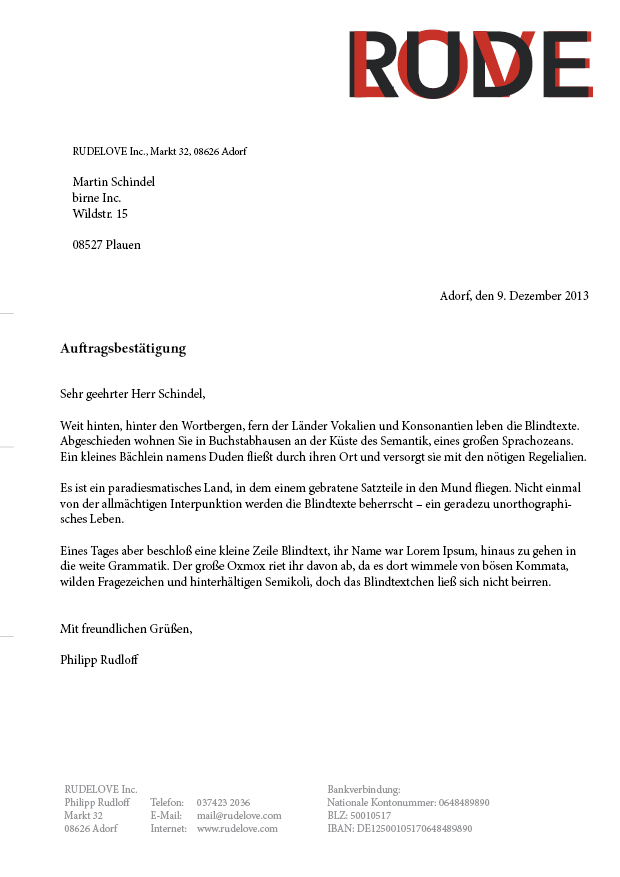 RUDE
LOVE
RUDELOVE Inc., Markt 32, 08626 Adorf
Martin Schindel
birne Inc.
Wildstr. 15
08527 Plauen
Adorf, den 9. Dezember 2013
Auftragsbestätigung
Sehr geehrter Herr Schindel,
Weit hinten, hinter den Wortbergen, fern der Länder Vokalien und Konsonantien leben die Blindtexte.
Abgeschieden wohnen Sie in Buchstabhausen an der Küste des Semantik, eines großen Sprachozeans.
Ein kleines Bächlein namens Duden fließt durch ihren Ort und versorgt sie mit den nötigen Regelialien.
Es ist ein paradiesmatisches Land, in dem einem gebratene Satzteile in den Mund fliegen. Nicht einmal
von der allmächtigen Interpunktion werden die Blindtexte beherrscht – ein geradezu unorthographi-
sches Leben.
Eines Tages aber beschloß eine kleine Zeile Blindtext, ihr Name war Lorem Ipsum, hinaus zu gehen in
die weite Grammatik. Der große Oxmox riet ihr davon ab, da es dort wimmele von bösen Kommata,
wilden Fragezeichen und hinterhältigen Semikoli, doch das Blindtextchen ließ sich nicht beirren.
Mit freundlichen Grüßen,
Philipp Rudloff
RUDELOVE Inc.
Philipp Rudloff Telefon: 037423 2036
Markt 32 E-Mail: mail@rudelove.com
08626 Adorf Internet: www.rudelove.com
Bankverbindung:
Nationale Kontonummer: 0648489890
BLZ: 50010517
IBAN: DE12500105170648489890